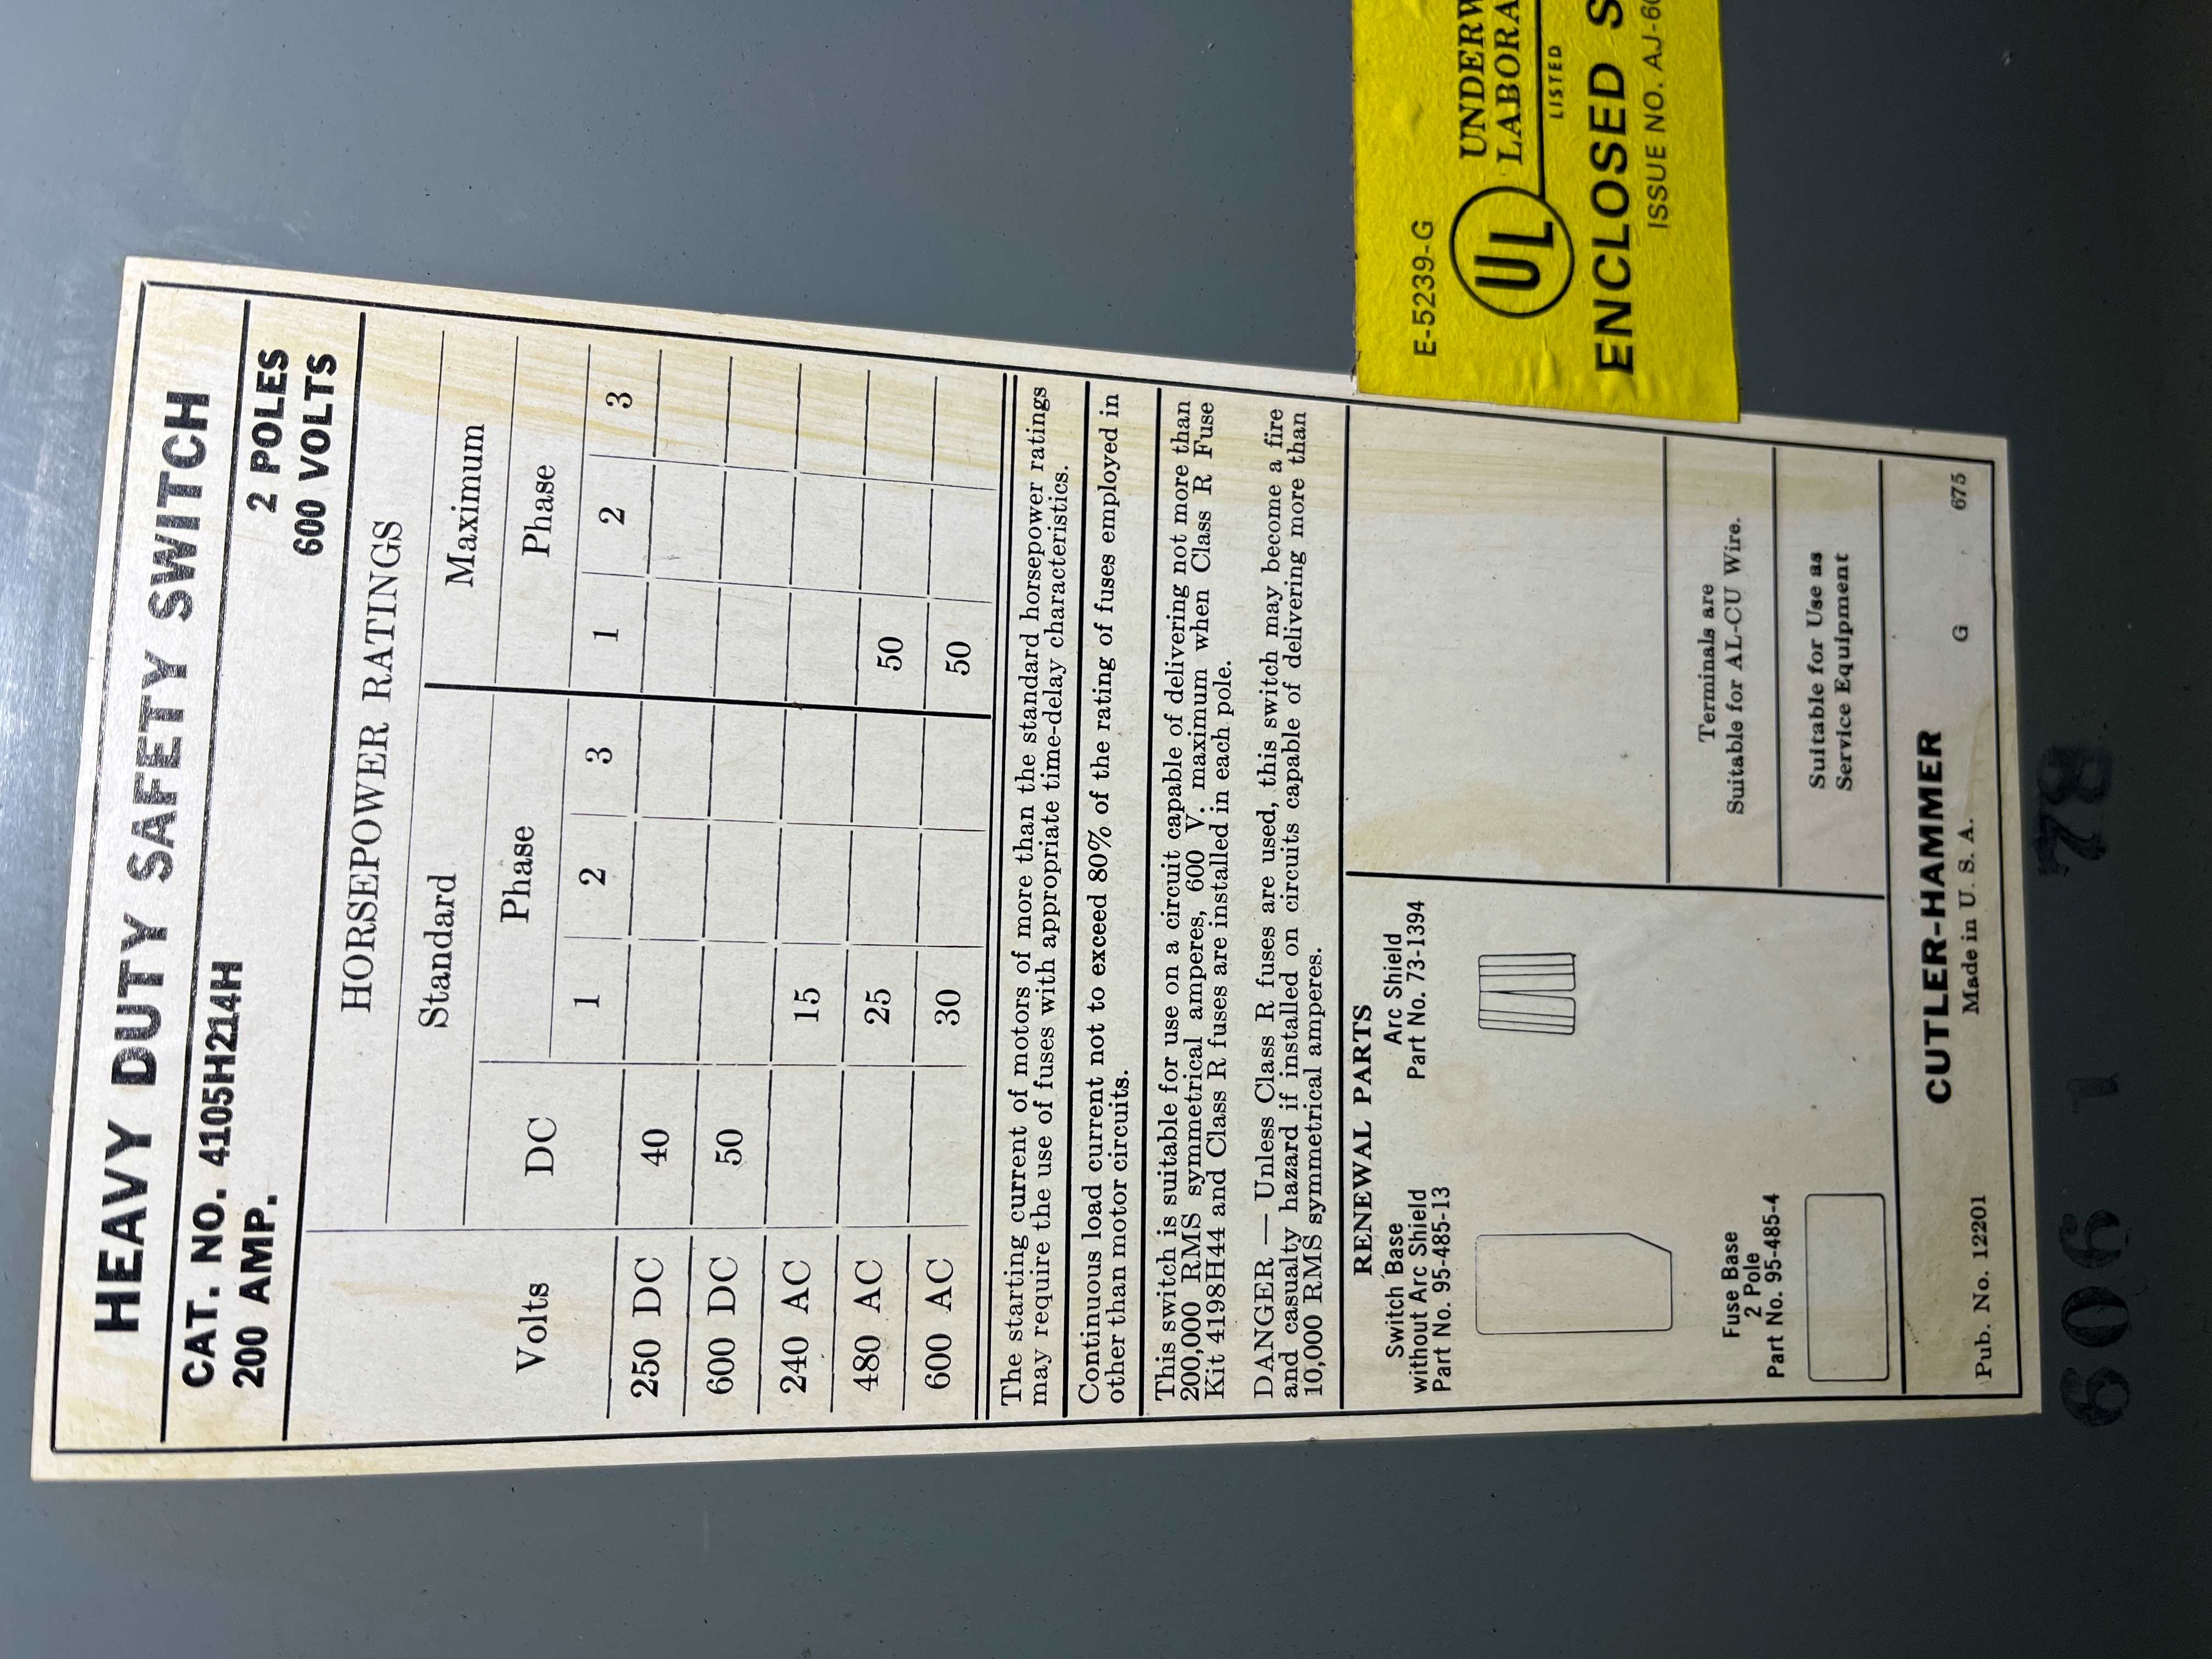 HEAVY DUTY SAFETY SWITCH
CAT. NO. 4105H214H 2 POLES
200 AMP. 600 VOLTS
HORSEPOWER RATINGS
Standard Maximum
Volts DC Phase Phase
1 2 3 1 2 3
250 DC 40
600 DC 50
240 AC 15
480 AC 25 50
600 AC 30 50
The starting current of motors of more than the standard horsepower ratings
may require the use of fuses with appropriate time-delay characteristics.
Continuous load current not to exceed 80% of the rating of fuses employed in
other than motor circuits.
This switch is suitable for use on a circuit capable of delivering not more than
200,000 RMS symmetrical amperes, 600 V. maximum when Class R Fuse
Kit 4198H44 and Class R fuses are installed in each pole.
DANGER — Unless Class R fuses are used, this switch may become a fire
and casualty hazard if installed on circuits capable of delivering more than
10,000 RMS symmetrical amperes.
RENEWAL PARTS
Switch Base
without Arc Shield
Part No. 95-485-13
Arc Shield
Part No. 73-1394
Fuse Base
2 Pole
Part No. 95-485-4
Terminals are
Suitable for AL-CU Wire.
Suitable for Use as
Service Equipment
CUTLER-HAMMER
Pub. No. 12201 Made in U. S. A. G 675
E-5239-G
UL
UNDERW
LABORA
LISTED
ENCLOSED S
ISSUE NO. AJ-60
606 1 78